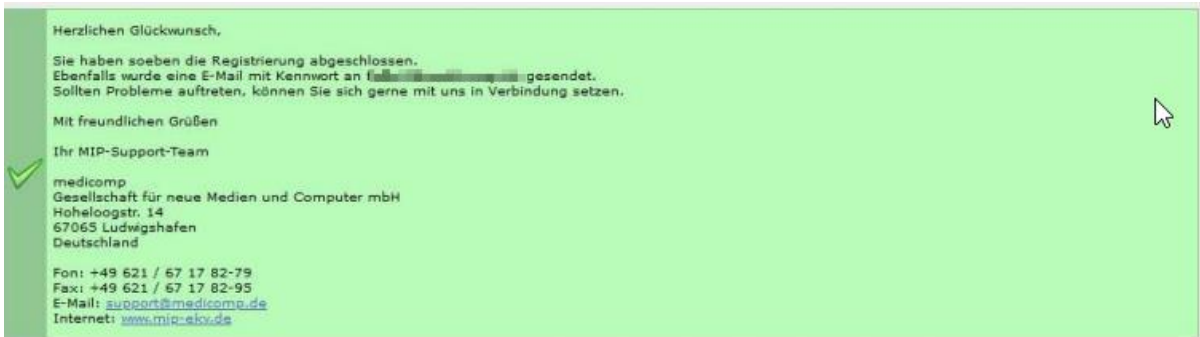 Herzlichen Glückwunsch,
Sie haben soeben die Registrierung abgeschlossen.
Ebenfalls wurde eine E-Mail mit Kennwort an gesendet.
Sollten Probleme auftreten, können Sie sich gerne mit uns in Verbindung setzen.
Mit freundlichen Grüßen
Ihr MIP-Support-Team
medicomp
Gesellschaft für neue Medien und Computer mbH
Hoheloogstr. 14
67065 Ludwigshafen
Deutschland
Fon: +49 621 / 67 17 82-79
Fax: +49 621 / 67 17 82-95
E-Mail: support@medicomp.de
Internet: www.mip-ekv.de